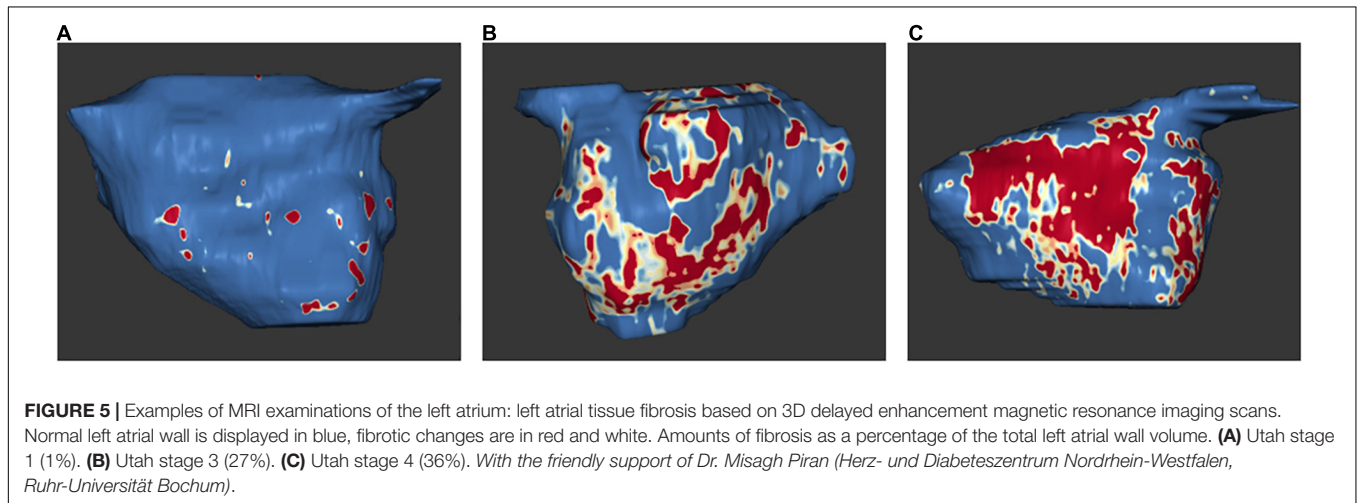 A
B
C
FIGURE 5 | Examples of MRI examinations of the left atrium: left atrial tissue fibrosis based on 3D delayed enhancement magnetic resonance imaging scans.
Normal left atrial wall is displayed in blue, fibrotic changes are in red and white. Amounts of fibrosis as a percentage of the total left atrial wall volume. (A) Utah stage
1 (1%). (B) Utah stage 3 (27%). (C) Utah stage 4 (36%). With the friendly support of Dr. Misagh Piran (Herz- und Diabeteszentrum Nordrhein-Westfalen,
Ruhr-Universität Bochum).